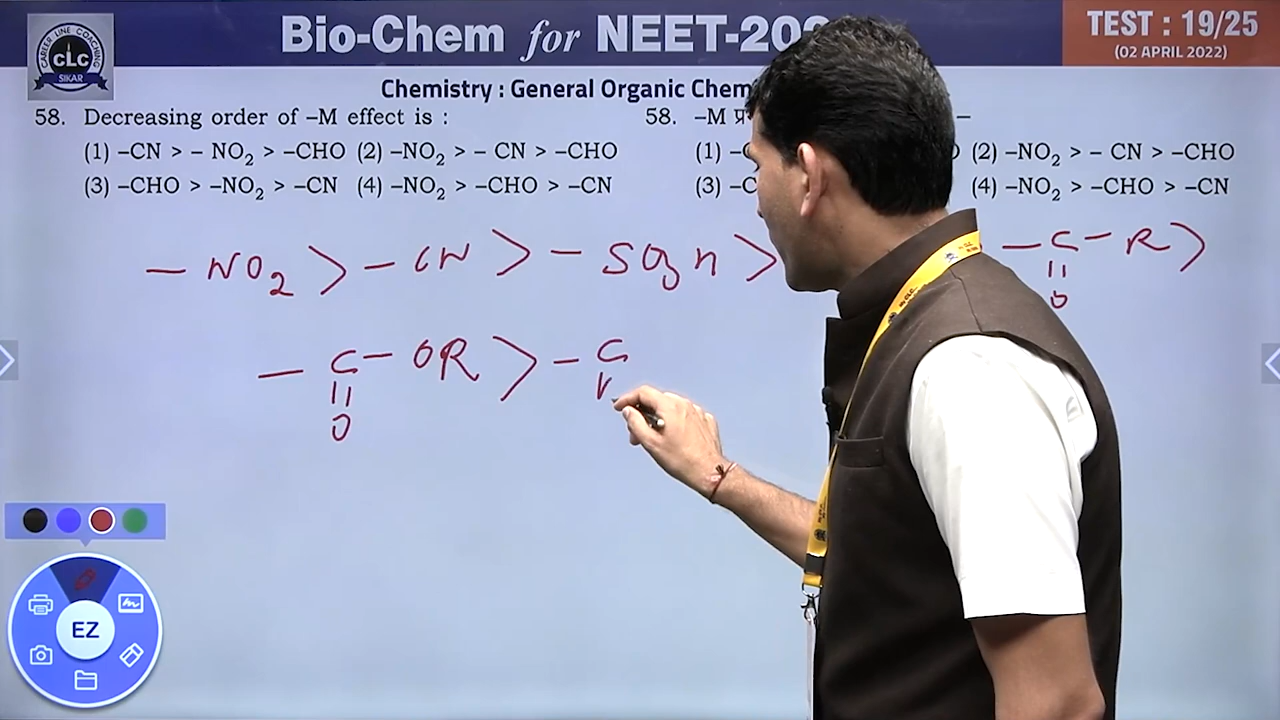 CAREER LINE COACHING
CLC
SIKAR
Bio-Chem for NEET-202
TEST : 19/25
(02 APRIL 2022)
Chemistry : General Organic Chem
58. Decreasing order of –M effect is :
(1) –CN > – NO2 > –CHO (2) –NO2 > – CN > –CHO
(3) –CHO > –NO2 > –CN (4) –NO2 > –CHO > –CN
58. –M
(1) –C
(2) –NO2 > – CN > –CHO
(3) –C
(4) –NO2 > –CHO > –CN
– NO2 > – CN > – SO3H >
– C – R >
||
O
– C – OR > – C
||
O
EZ